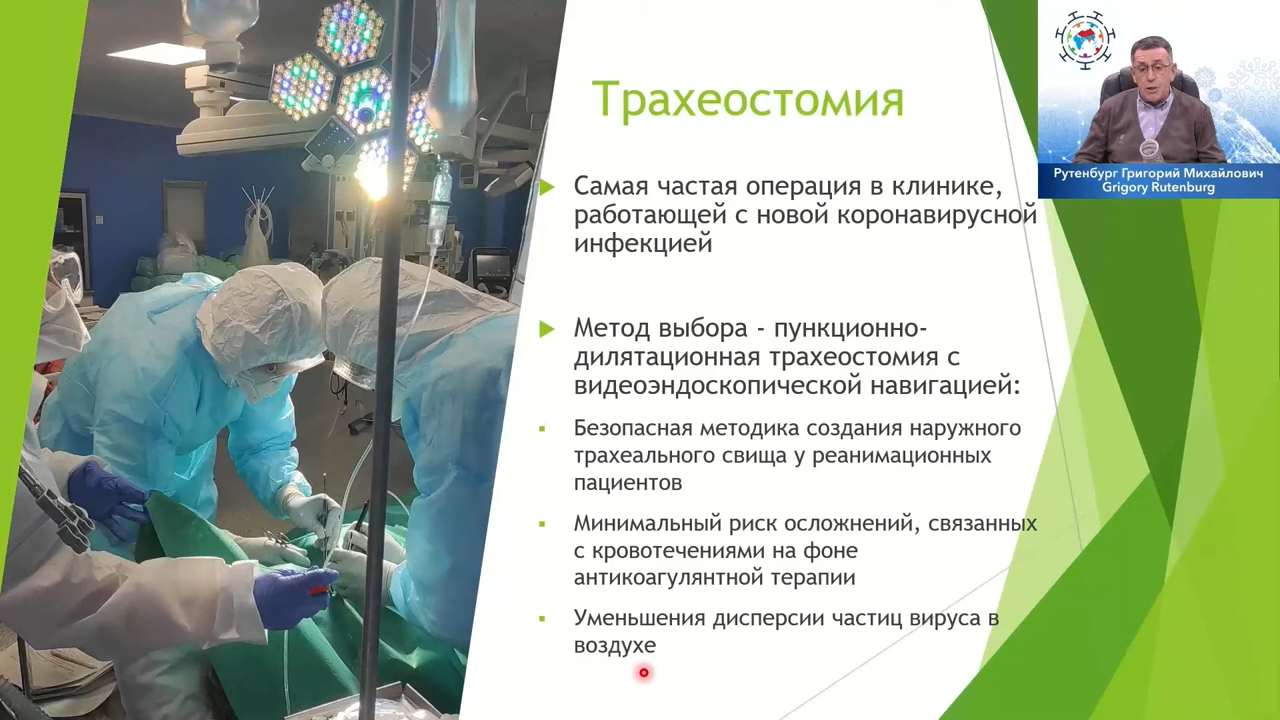 Трахеостомия
Самая частая операция в клинике,
работающей с новой коронавирусной
инфекцией
Метод выбора - пункционно-
дилятационная трахеостомия с
видеоэндоскопической навигацией:
Безопасная методика создания наружного
трахеального свища у реанимационных
пациентов
Минимальный риск осложнений, связанных
с кровотечениями на фоне
антикоагулянтной терапии
Уменьшения дисперсии частиц вируса в
воздухе
Рутенбург Григорий Михайлович
Grigory Rutenburg